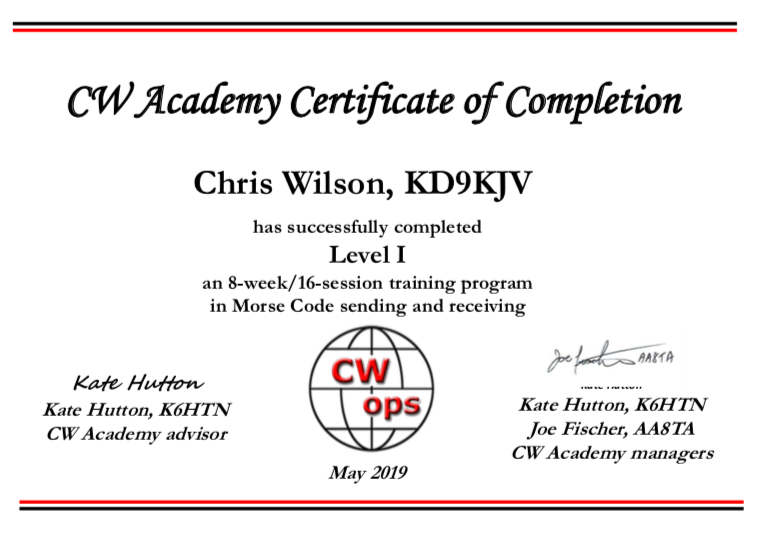 CW Academy Certificate of Completion
Chris Wilson, KD9KJV
has successfully completed
Level I
an 8-week/16-session training program
in Morse Code sending and receiving
CW
ops
Kate Hutton
Kate Hutton, K6HTN
CW Academy advisor
Joe AA8TA
Kate Hutton, K6HTN
Joe Fischer, AA8TA
CW Academy managers
May 2019